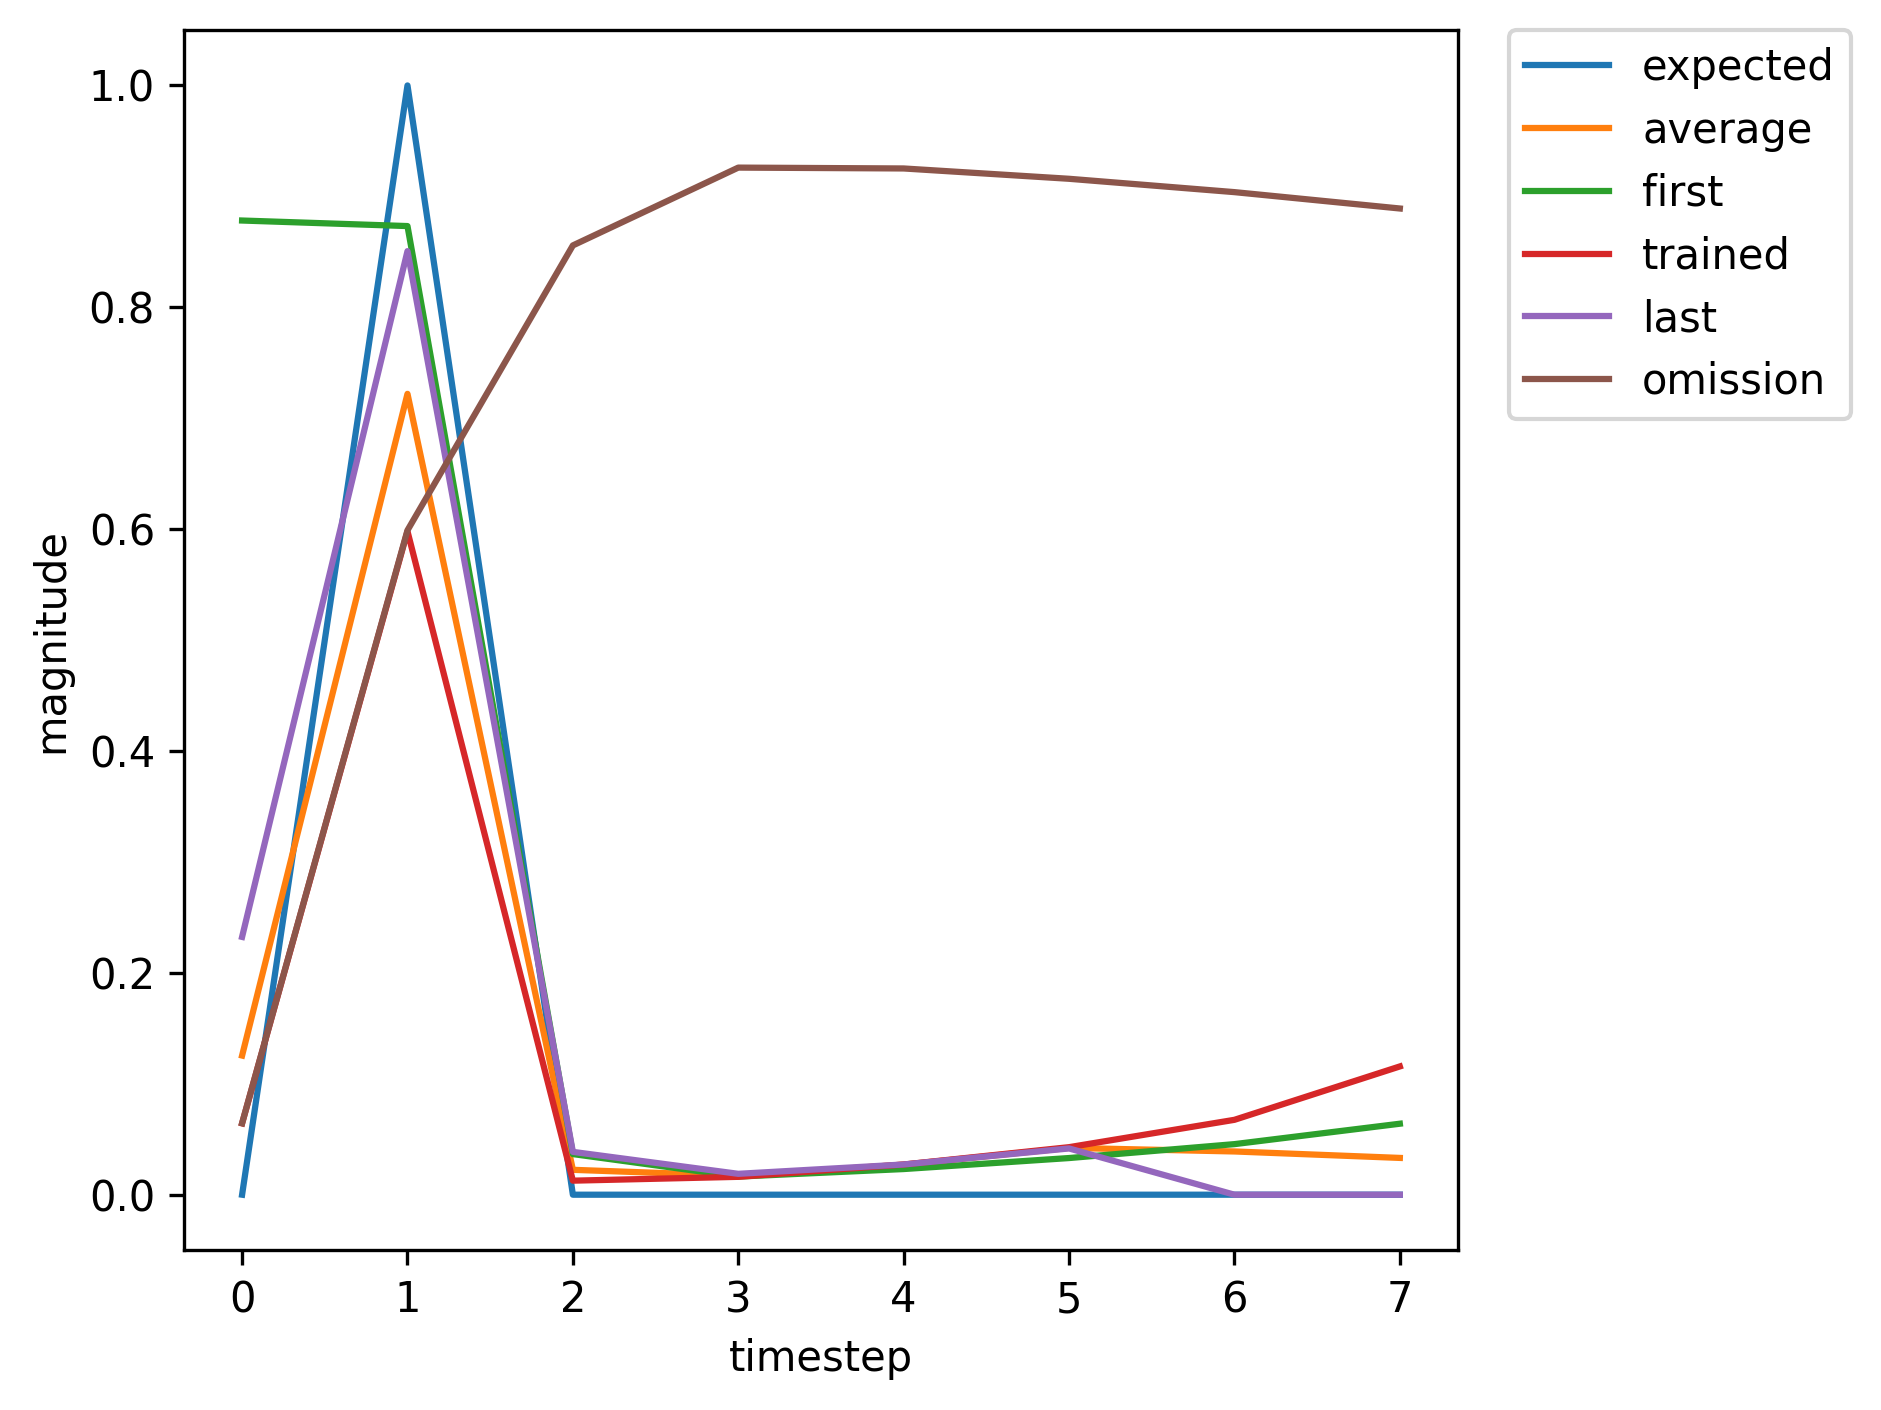 1.0
0.8
0.6
0.4
0.2
0.0
magnitude
0 1 2 3 4 5 6 7
timestep
expected
average
first
trained
last
omission